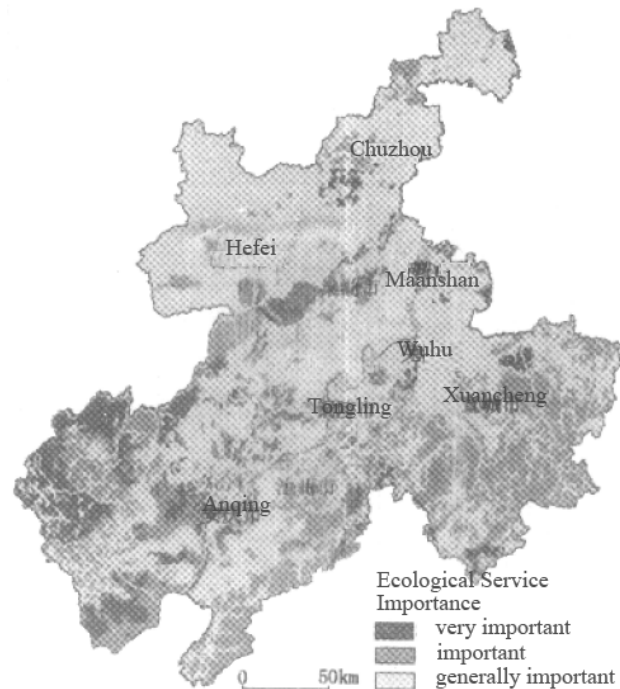 Chuzhou
Hefei
Maanshan
Wuhu
Tongling
Xuancheng
Anqing
Ecological Service
Importance
very important
important
generally important
0 50km